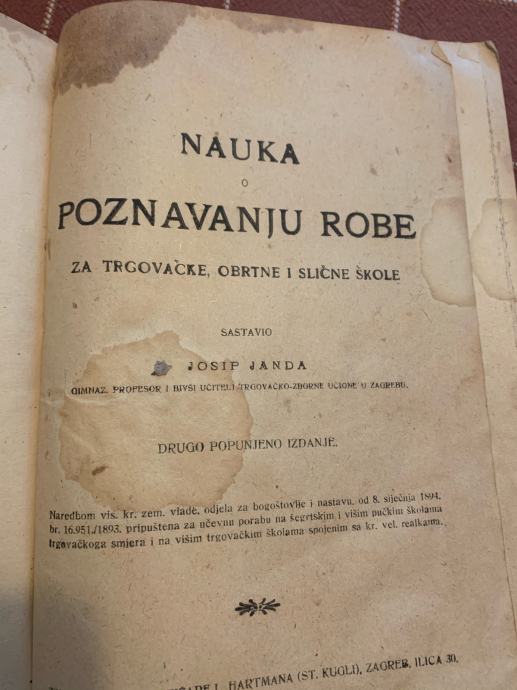 NAUKA
O
POZNAVANJU ROBE
ZA TRGOVAČKE, OBRTNE I SLIČNE ŠKOLE
SASTAVIO
JOSIP JANDA
GIMNAZ. PROFESOR I BIVŠI UČITELJ TRGOVAČKO-ZBORNE UČIONE U ZAGREBU.
DRUGO POPUNJENO IZDANJE.
Naredbom vis. kr. zem. vlade, odjela za bogoštovlje i nastavu, od 8. siječnja 1894.
br. 16.951./1893. pripuštena za učevnu porabu na šegrtskim i višim pučkim školama
trgovačkoga smjera i na višim trgovačkim školama spojenim sa kr. vel. realkama.
L. HARTMANA (ST. KUGLI), ZAGREB, ILICA 30.